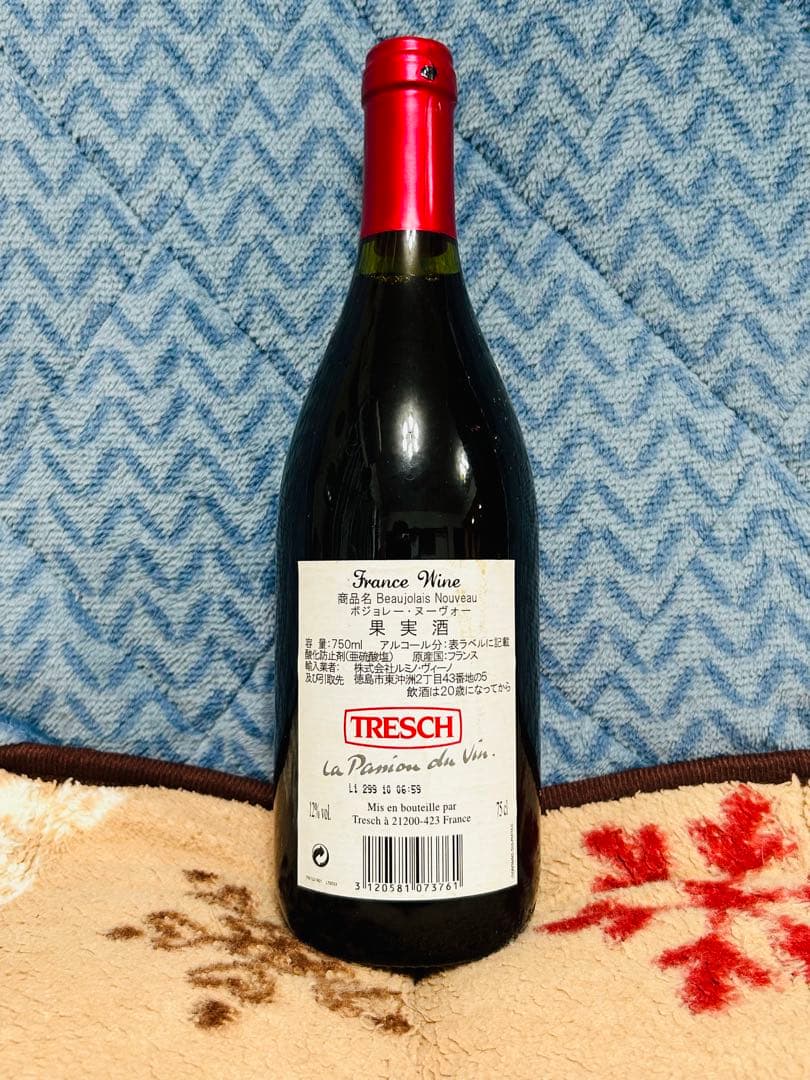 France Wine
商品名 Beaujolais Nouveau
ボジョレー・ヌーヴォー
果実酒
容量:750ml アルコール分:表ラベルに記載
酸化防止剤(亜硫酸塩) 原産国:フランス
輸入業者: 株式会社ルミノ・ヴィーノ
及び引取先 徳島市東沖洲2丁目43番地の5
飲酒は20歳になってから
TRESCH
La Passion du Vin.
L1 299 10 06:59
12% vol. Mis en bouteille par 75 cl
Tresch à 21200-423 France
3 120581 073761